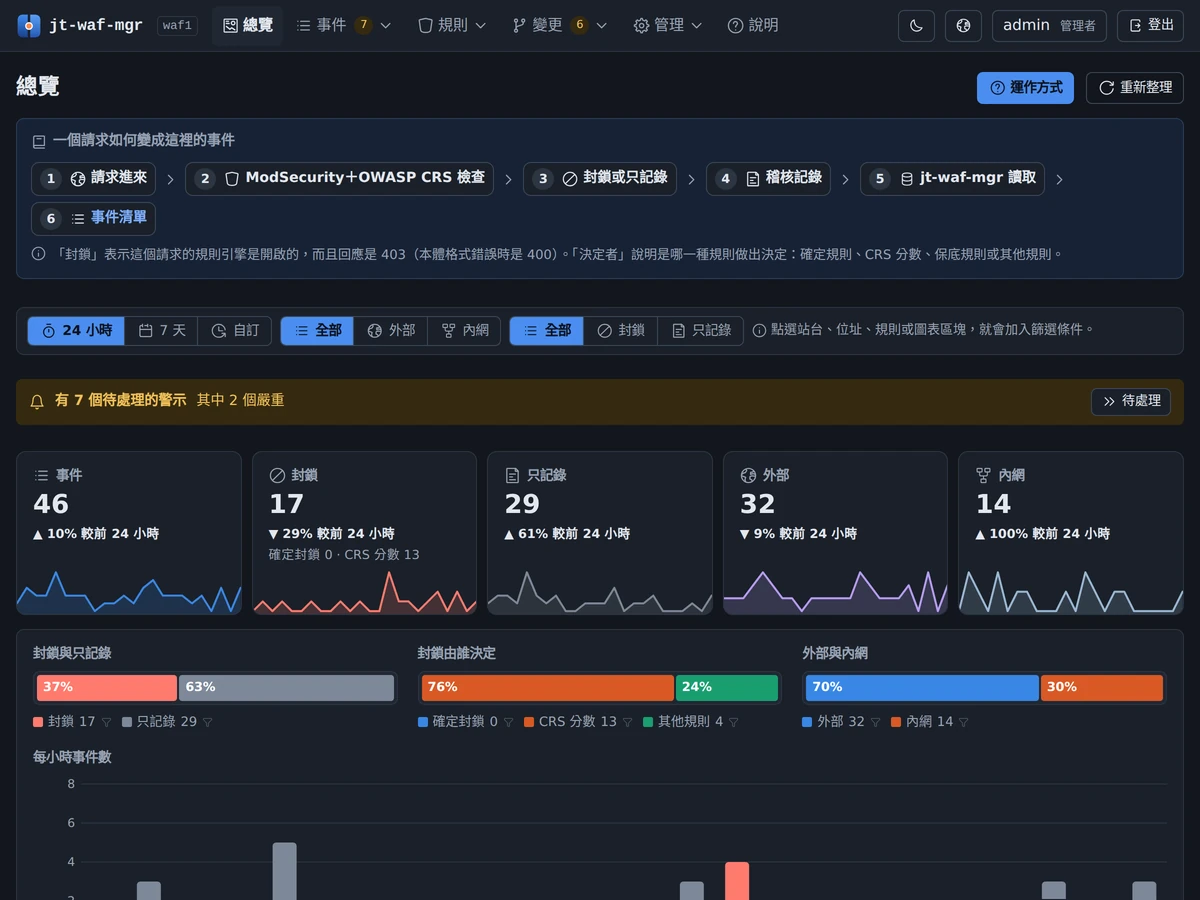 jt-waf-mgr waf1 總覽 事件 7 規則 變更 6 管理 說明 admin 管理者 登出
總覽 運作方式 重新整理
一個請求如何變成這裡的事件
1 請求進來 2 ModSecurity＋OWASP CRS 檢查 3 封鎖或只記錄 4 稽核記錄 5 jt-waf-mgr 讀取
6 事件清單
「封鎖」表示這個請求的規則引擎是開啟的，而且回應是 403（本體格式錯誤時是 400）。「決定者」說明是哪一種規則做出決定：確定規則、CRS 分數、保底規則或其他規則。
24 小時 7 天 自訂 全部 外部 內網 全部 封鎖 只記錄 點選站台、位址、規則或圖表區塊，就會加入篩選條件。
有 7 個待處理的警示 其中 2 個嚴重 待處理
事件 封鎖 只記錄 外部 內網
46 17 29 32 14
▲ 10% 較前 24 小時 ▼ 29% 較前 24 小時 ▲ 61% 較前 24 小時 ▼ 9% 較前 24 小時 ▲ 100% 較前 24 小時
確定封鎖 0 · CRS 分數 13
封鎖與只記錄 封鎖由誰決定 外部與內網
37% 63% 76% 24% 70% 30%
封鎖 17 只記錄 29 確定封鎖 0 CRS 分數 13 其他規則 4 外部 32 內網 14
每小時事件數
8
6
4
2